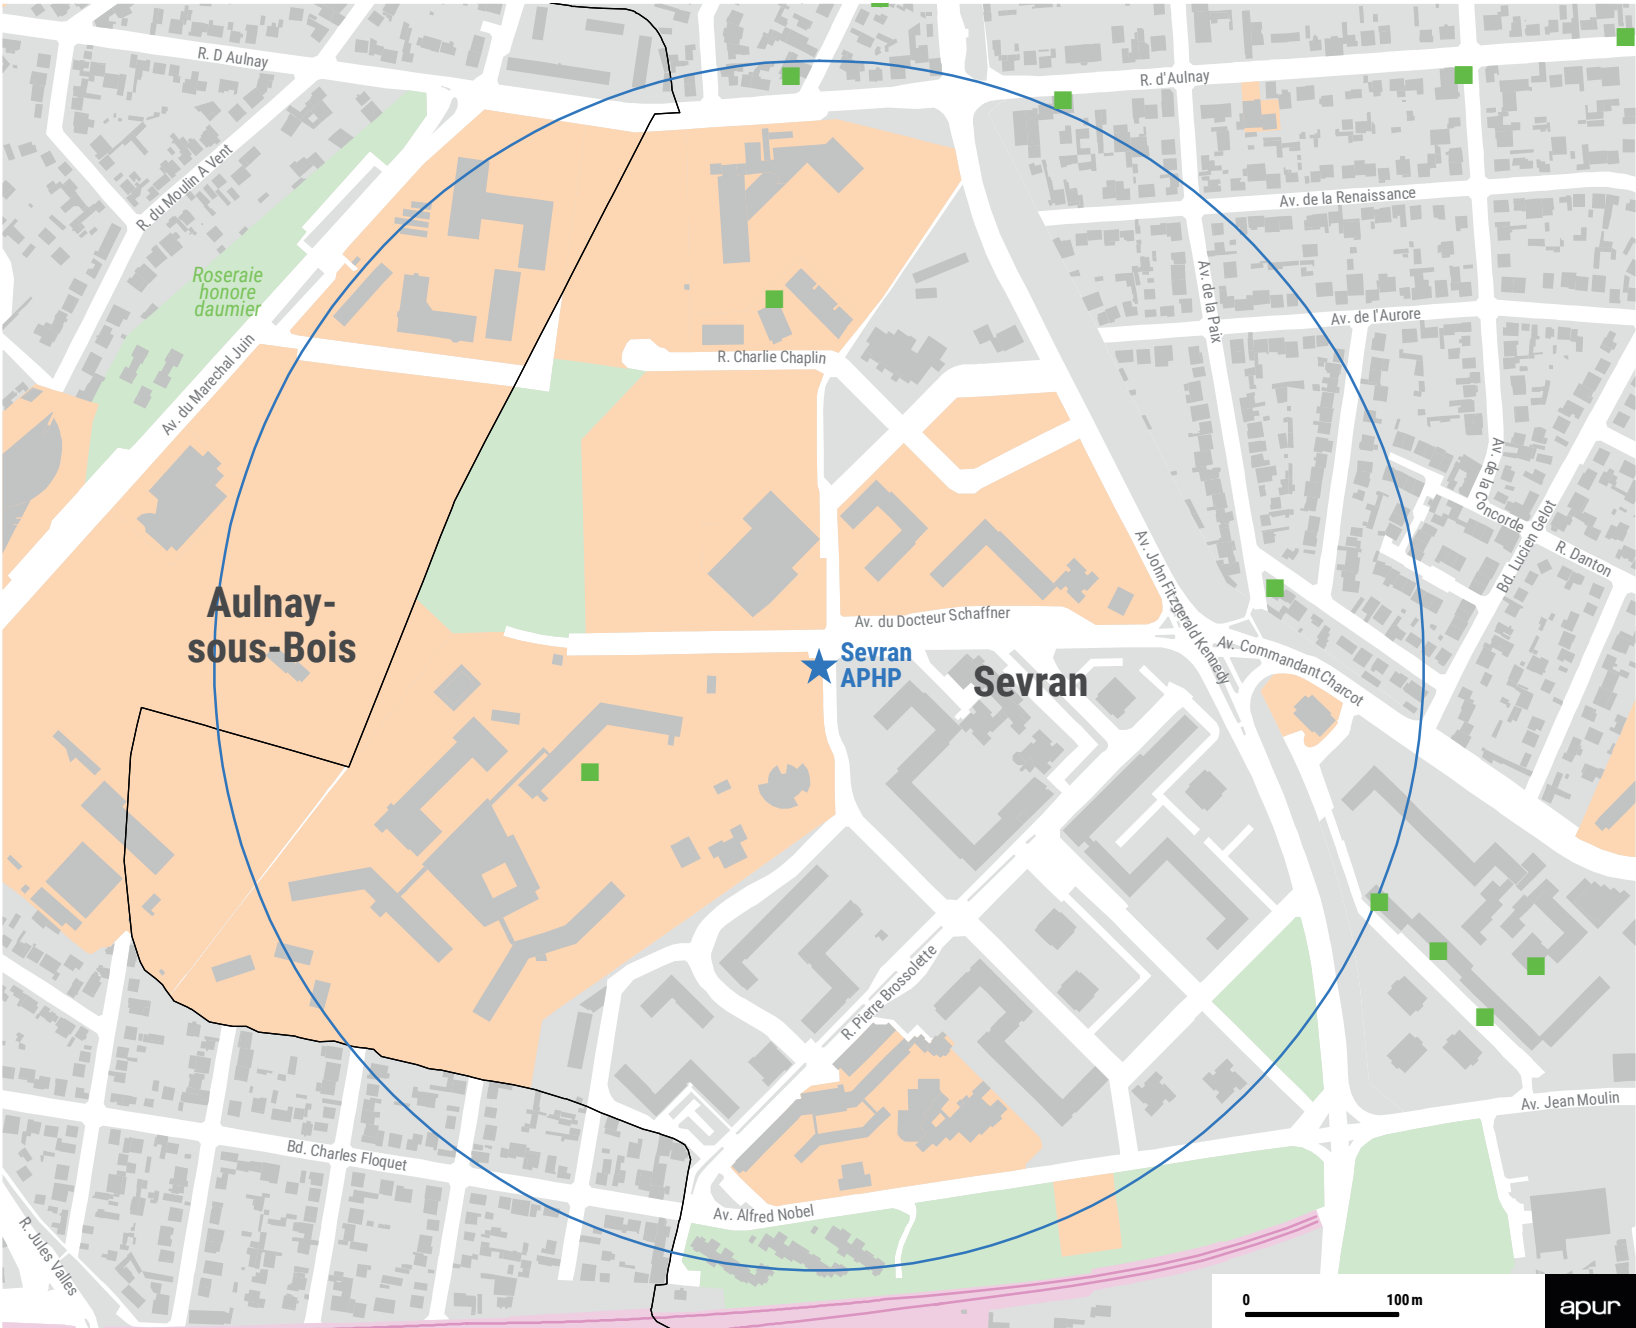 R. D Aulnay
R. d'Aulnay
R. du Moulin A Vent
Av. de la Renaissance
Roseraie
honore
daumier
Av. de la Paix
Av. de l'Aurore
Av. du Marechal Juin
R. Charlie Chaplin
Av. de la Concorde
Bd. Lucien Gelot
R. Danton
Av. John Fitzgerald Kennedy
Aulnay-
sous-Bois
Av. du Docteur Schaffner
Sevran
APHP
Sevran
Av. Commandant Charcot
R. Pierre Brossolette
Av. Jean Moulin
Bd. Charles Floquet
Av. Alfred Nobel
R. Jules Valles
0 100 m
apur